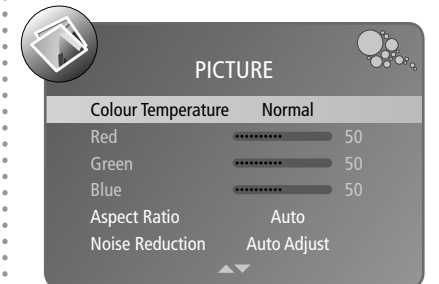 PICTURE
Colour Temperature Normal
Red 50
Green 50
Blue 50
Aspect Ratio Auto
Noise Reduction Auto Adjust